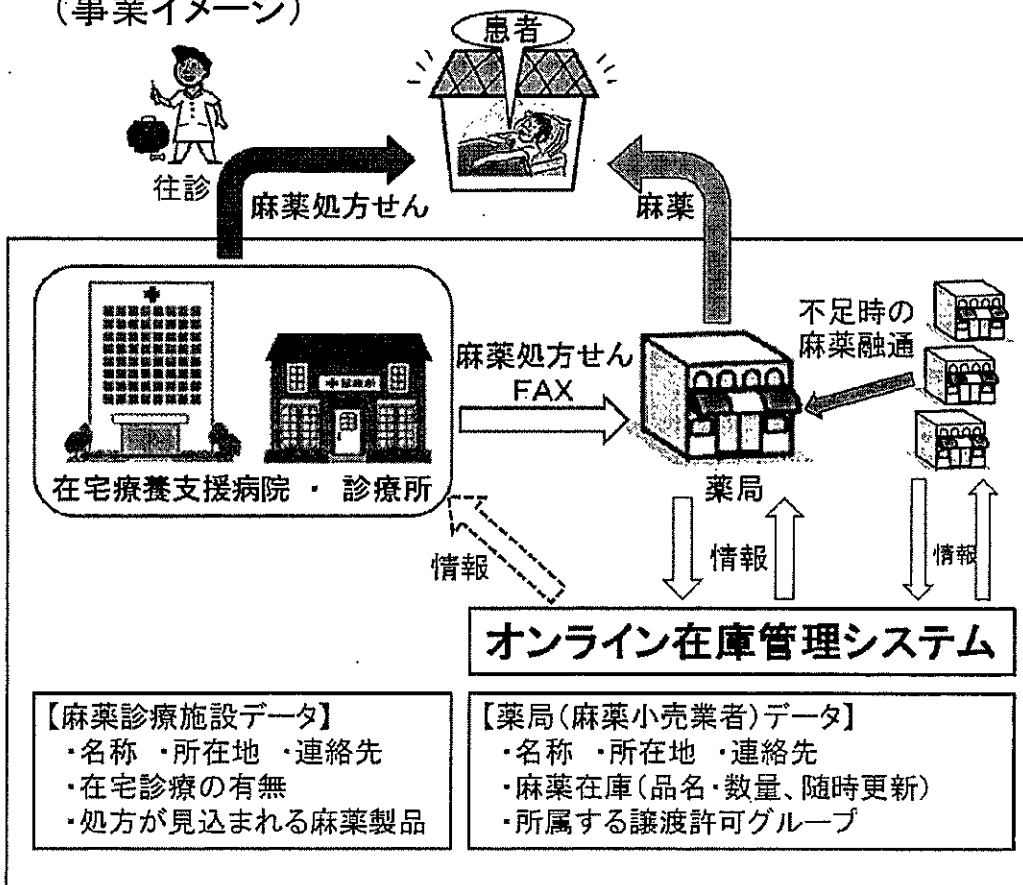 (事業イメージ)
患者
往診
麻薬処方せん
麻薬
不足時の
麻薬融通
麻薬処方せん
FAX
在宅療養支援病院 ・ 診療所
薬局
情報
情報
情報
オンライン在庫管理システム
【麻薬診療施設データ】
・名称 ・所在地 ・連絡先
・在宅診療の有無
・処方が見込まれる麻薬製品
【薬局(麻薬小売業者)データ】
・名称 ・所在地 ・連絡先
・麻薬在庫(品名・数量、随時更新)
・所属する譲渡許可グループ